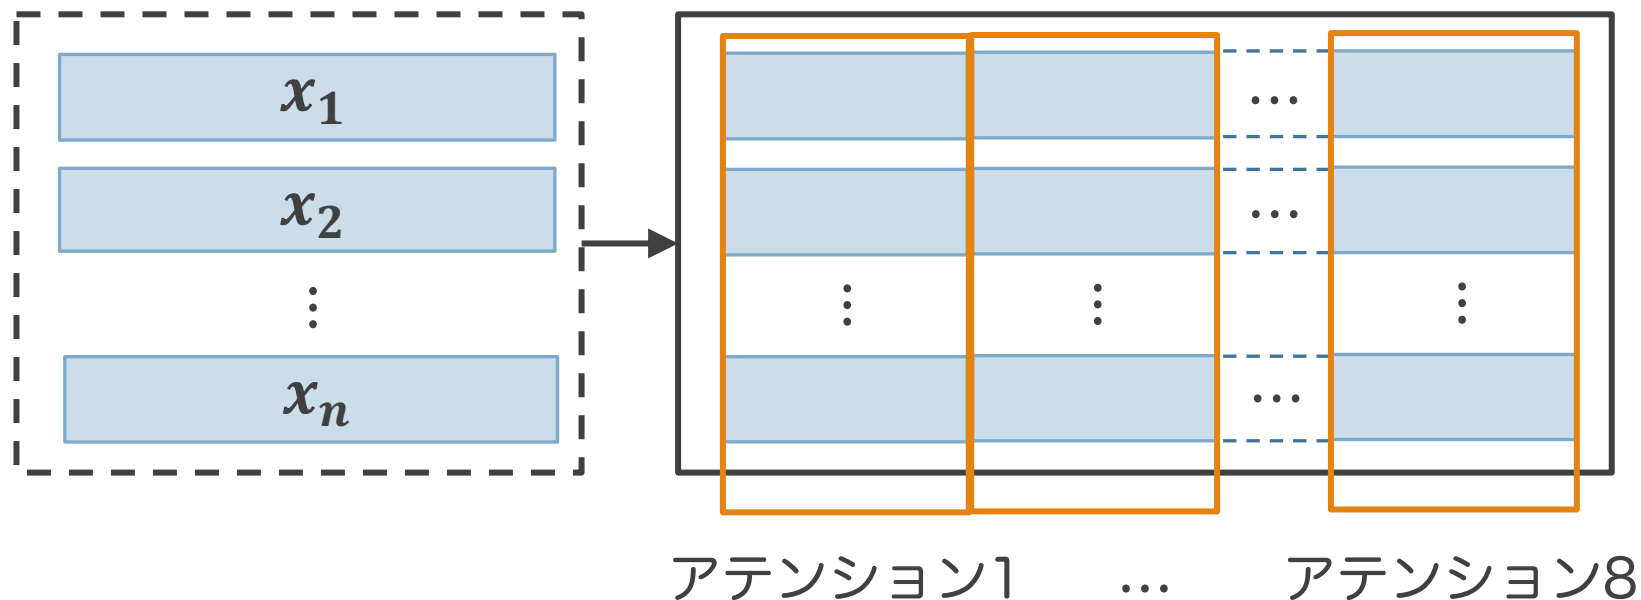 x₁
x₂
⋮
xₙ
…
…
⋮ ⋮ ⋮
…
アテンション1 … アテンション8